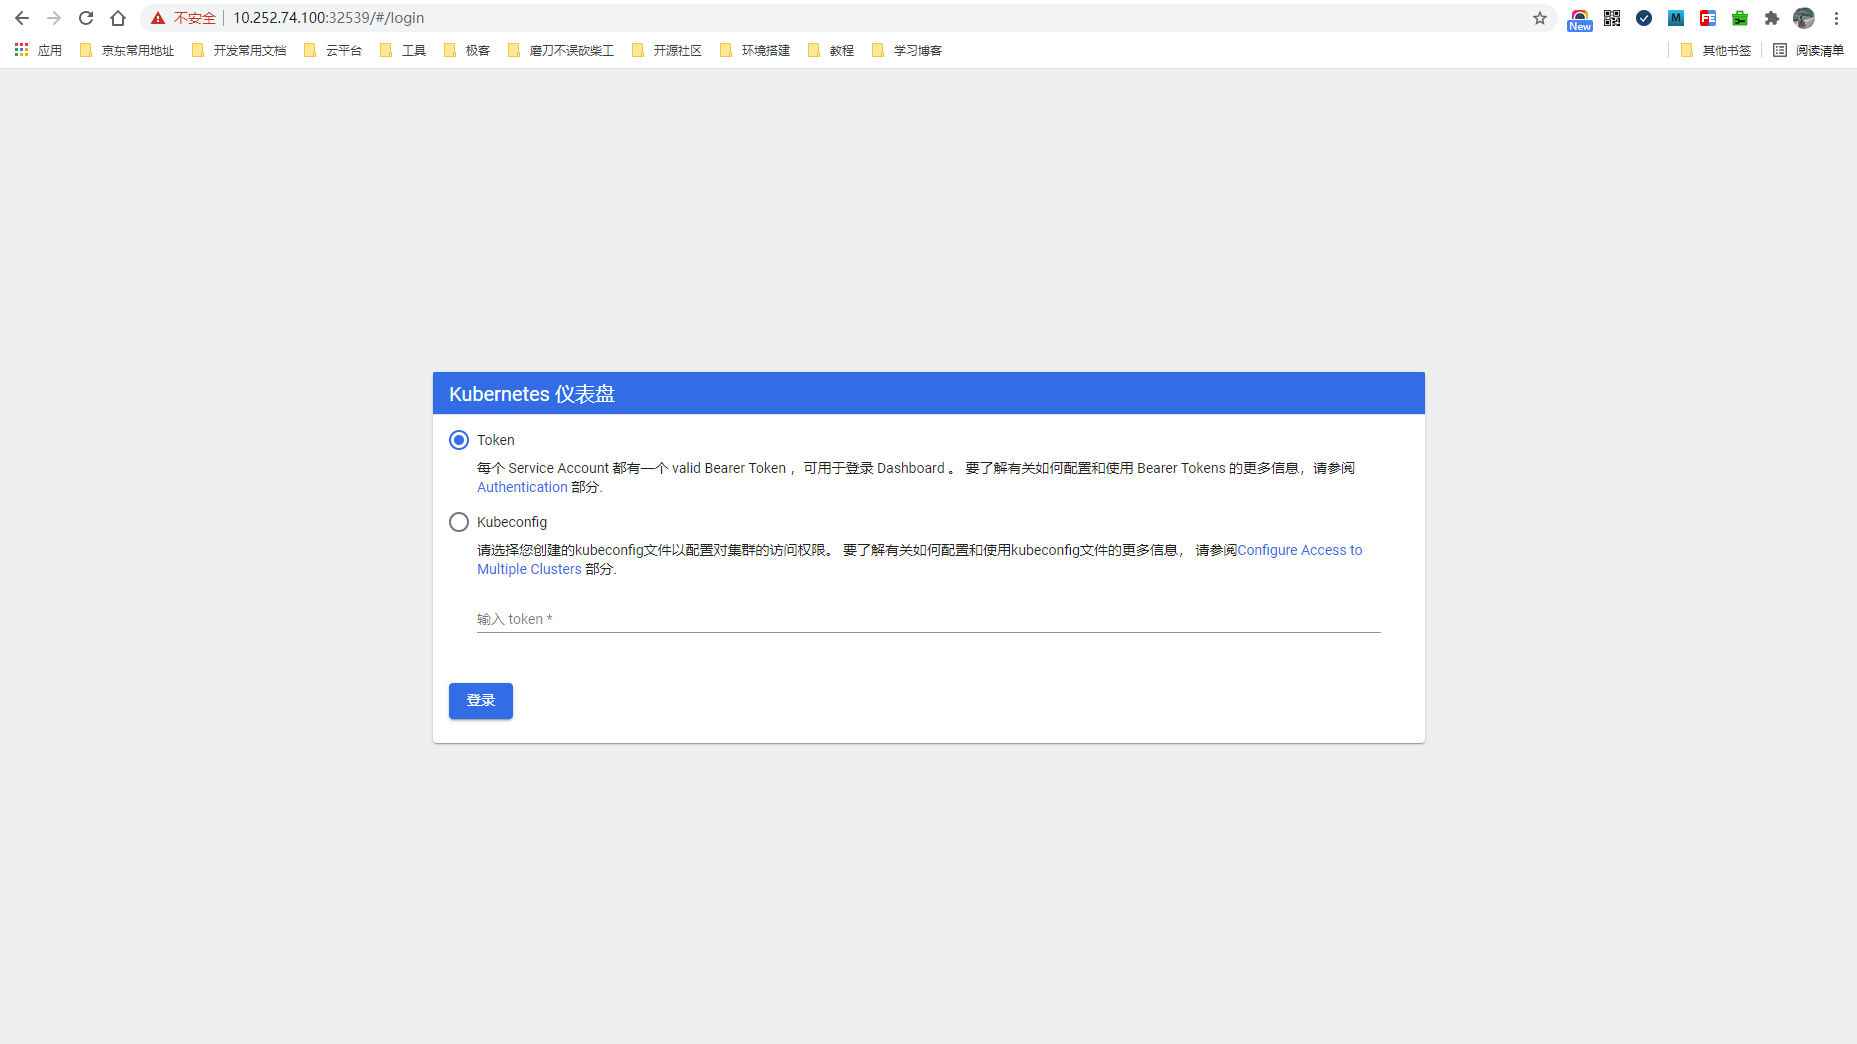 不安全 10.252.74.100:32539/#/login
New M FE
应用 京东常用地址 开发常用文档 云平台 工具 极客 磨刀不误砍柴工 开源社区 环境搭建 教程 学习博客 其他书签 阅读清单
Kubernetes 仪表盘
Token
每个 Service Account 都有一个 valid Bearer Token ，可用于登录 Dashboard 。 要了解有关如何配置和使用 Bearer Tokens 的更多信息，请参阅
Authentication 部分.
Kubeconfig
请选择您创建的kubeconfig文件以配置对集群的访问权限。 要了解有关如何配置和使用kubeconfig文件的更多信息， 请参阅Configure Access to
Multiple Clusters 部分.
输入 token *
登录